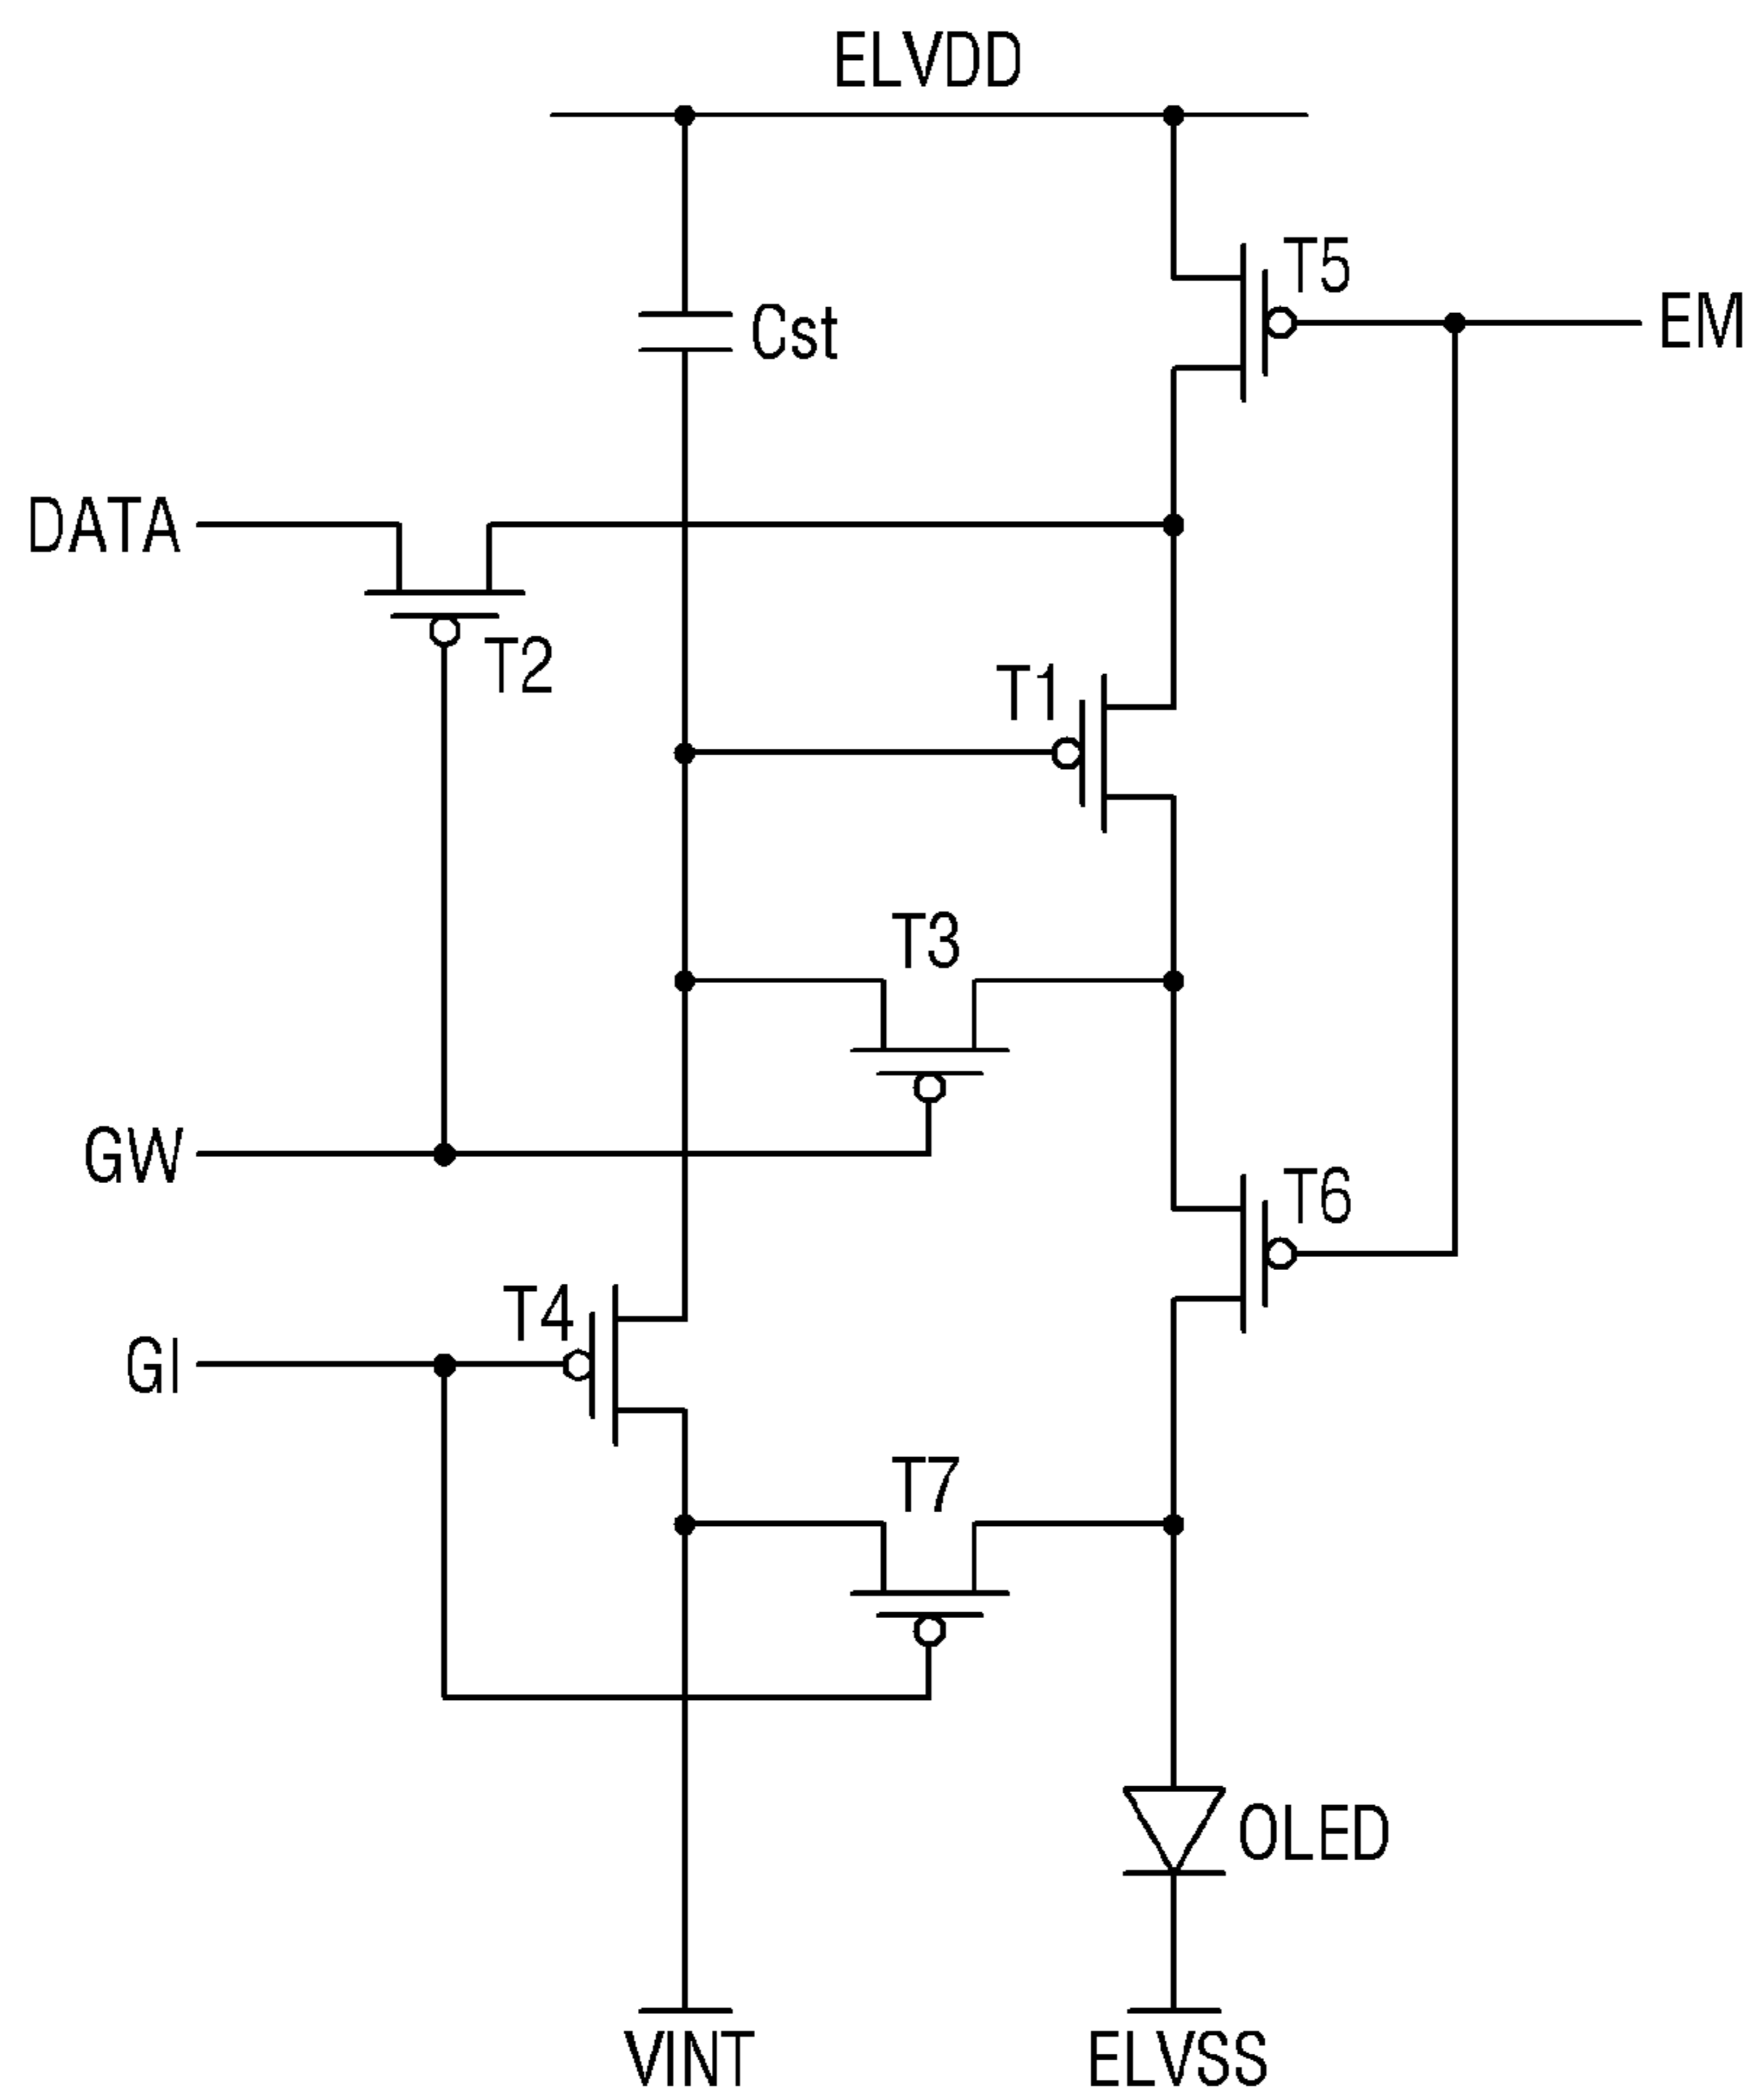 ELVDD
T5
EM
Cst
DATA
T2
T1
T3
GW
T6
T4
GI
T7
OLED
VINT
ELVSS